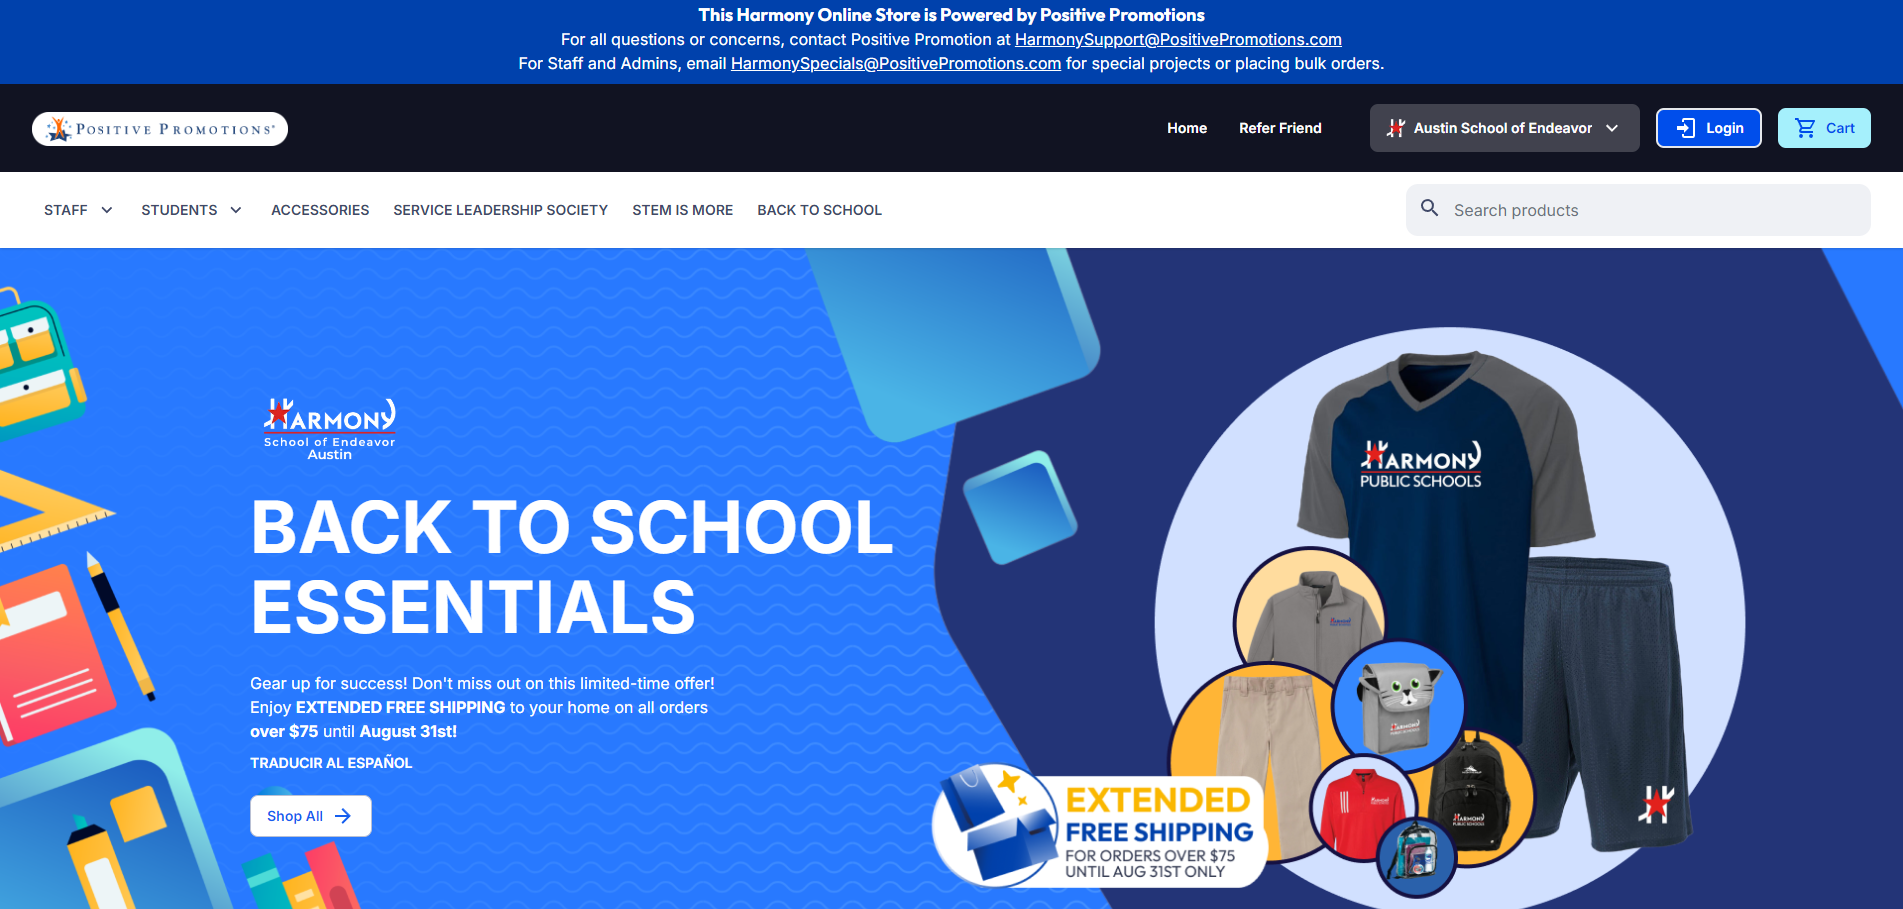 This Harmony Online Store is Powered by Positive Promotions
For all questions or concerns, contact Positive Promotion at HarmonySupport@PositivePromotions.com
For Staff and Admins, email HarmonySpecials@PositivePromotions.com for special projects or placing bulk orders.
POSITIVE PROMOTIONS
Home
Refer Friend
Austin School of Endeavor
Login
Cart
STAFF
STUDENTS
ACCESSORIES
SERVICE LEADERSHIP SOCIETY
STEM IS MORE
BACK TO SCHOOL
Search products
HARMONY
School of Endeavor
Austin
BACK TO SCHOOL
ESSENTIALS
Gear up for success! Don't miss out on this limited-time offer!
Enjoy EXTENDED FREE SHIPPING to your home on all orders
over $75 until August 31st!
TRADUCIR AL ESPAÑOL
Shop All
HARMONY
PUBLIC SCHOOLS
HARMONY
PUBLIC SCHOOLS
HARMONY
PUBLIC SCHOOLS
EXTENDED
FREE SHIPPING
FOR ORDERS OVER $75
UNTIL AUG 31ST ONLY